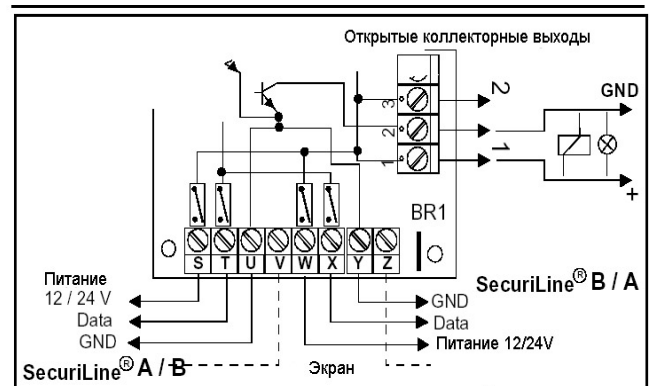 Открытые коллекторные выходы
GND
3
2
2
1
1
+
BR1
S T U V W X Y Z
Питание
12 / 24 V
Data
GND
SecuriLine® A / B
Экран
SecuriLine® B / A
GND
Data
Питание 12/24V